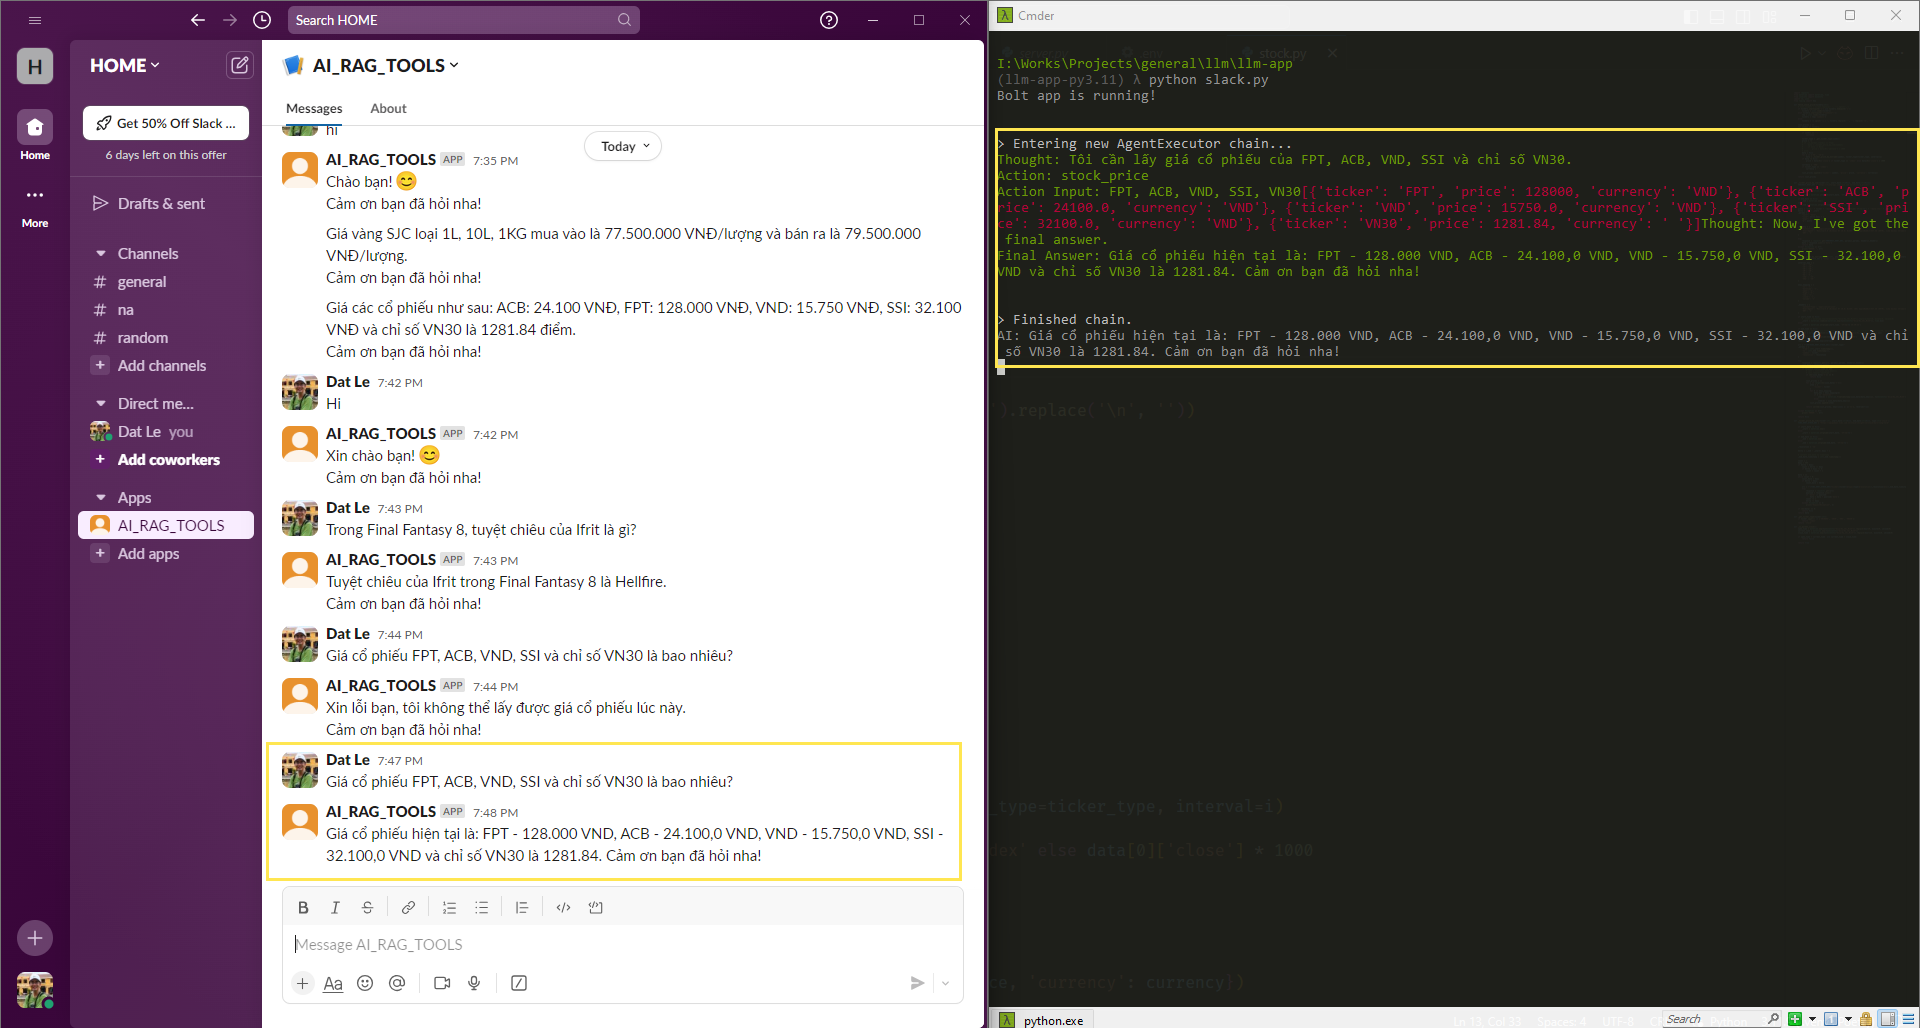 Search HOME
H
HOME
Get 50% Off Slack ...
6 days left on this offer
Home
More
Drafts & sent
Channels
# general
# na
# random
+ Add channels
Direct me...
Dat Le you
+ Add coworkers
Apps
AI_RAG_TOOLS
+ Add apps
AI_RAG_TOOLS
Messages About
hi
Today
AI_RAG_TOOLS APP 7:35 PM
Chào bạn! 😊
Cảm ơn bạn đã hỏi nha!
Giá vàng SJC loại 1L, 10L, 1KG mua vào là 77.500.000 VNĐ/lượng và bán ra là 79.500.000
VNĐ/lượng.
Cảm ơn bạn đã hỏi nha!
Giá các cổ phiếu như sau: ACB: 24.100 VNĐ, FPT: 128.000 VNĐ, VND: 15.750 VNĐ, SSI: 32.100
VNĐ và chỉ số VN30 là 1281.84 điểm.
Cảm ơn bạn đã hỏi nha!
Dat Le 7:42 PM
Hi
AI_RAG_TOOLS APP 7:42 PM
Xin chào bạn! 😊
Cảm ơn bạn đã hỏi nha!
Dat Le 7:43 PM
Trong Final Fantasy 8, tuyệt chiêu của Ifrit là gì?
AI_RAG_TOOLS APP 7:43 PM
Tuyệt chiêu của Ifrit trong Final Fantasy 8 là Hellfire.
Cảm ơn bạn đã hỏi nha!
Dat Le 7:44 PM
Giá cổ phiếu FPT, ACB, VND, SSI và chỉ số VN30 là bao nhiêu?
AI_RAG_TOOLS APP 7:44 PM
Xin lỗi bạn, tôi không thể lấy được giá cổ phiếu lúc này.
Cảm ơn bạn đã hỏi nha!
Dat Le 7:47 PM
Giá cổ phiếu FPT, ACB, VND, SSI và chỉ số VN30 là bao nhiêu?
AI_RAG_TOOLS APP 7:48 PM
Giá cổ phiếu hiện tại là: FPT - 128.000 VND, ACB - 24.100,0 VND, VND - 15.750,0 VND, SSI -
32.100,0 VND và chỉ số VN30 là 1281.84. Cảm ơn bạn đã hỏi nha!
Message AI_RAG_TOOLS
Aa
Cmder
stock.py
I:\Works\Projects\general\llm\llm-app
(llm-app-py3.11) λ python slack.py
Bolt app is running!
> Entering new AgentExecutor chain...
Thought: Tôi cần lấy giá cổ phiếu của FPT, ACB, VND, SSI và chỉ số VN30.
Action: stock_price
Action Input: FPT, ACB, VND, SSI, VN30[{'ticker': 'FPT', 'price': 128000, 'currency': 'VND'}, {'ticker': 'ACB', 'p
rice': 24100.0, 'currency': 'VND'}, {'ticker': 'VND', 'price': 15750.0, 'currency': 'VND'}, {'ticker': 'SSI', 'pri
ce': 32100.0, 'currency': 'VND'}, {'ticker': 'VN30', 'price': 1281.84, 'currency': ' '}]Thought: Now, I've got the
final answer.
Final Answer: Giá cổ phiếu hiện tại là: FPT - 128.000 VND, ACB - 24.100,0 VND, VND - 15.750,0 VND, SSI - 32.100,0
VND và chỉ số VN30 là 1281.84. Cảm ơn bạn đã hỏi nha!
> Finished chain.
AI: Giá cổ phiếu hiện tại là: FPT - 128.000 VND, ACB - 24.100,0 VND, VND - 15.750,0 VND, SSI - 32.100,0 VND và chỉ
số VN30 là 1281.84. Cảm ơn bạn đã hỏi nha!
).replace('\n', ''))
_type=ticker_type, interval=i)
dex' else data[0]['close'] * 1000
ce, 'currency': currency})
python.exe
Search